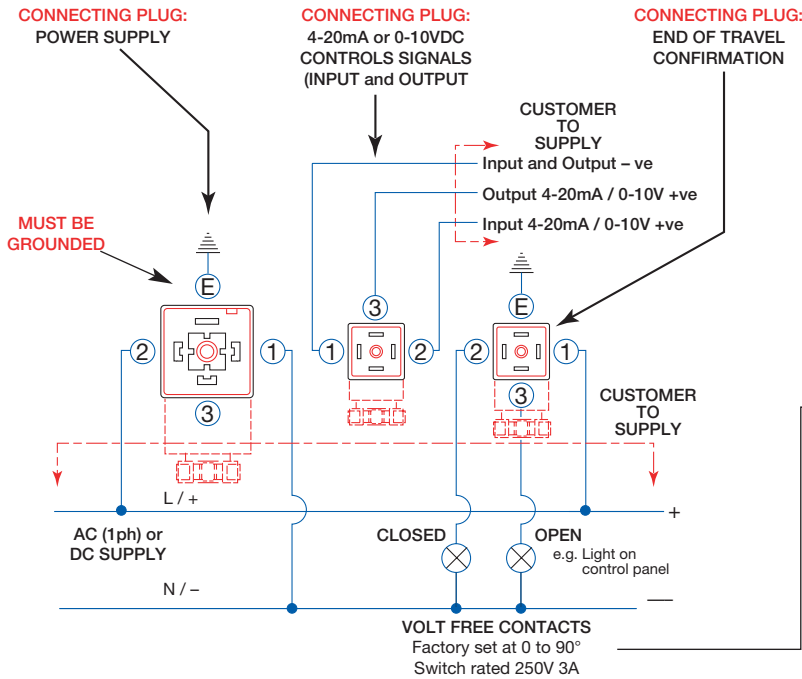 CONNECTING PLUG:
POWER SUPPLY
CONNECTING PLUG:
4-20mA or 0-10VDC
CONTROLS SIGNALS
(INPUT and OUTPUT
CONNECTING PLUG:
END OF TRAVEL
CONFIRMATION
CUSTOMER
TO
SUPPLY
Input and Output – ve
Output 4-20mA / 0-10V +ve
Input 4-20mA / 0-10V +ve
MUST BE
GROUNDED
E
2
1
3
3
1
2
E
2
1
3
CUSTOMER
TO
SUPPLY
L / +
+
AC (1ph) or
DC SUPPLY
CLOSED
OPEN
e.g. Light on
control panel
N / –
—
VOLT FREE CONTACTS
Factory set at 0 to 90°
Switch rated 250V 3A